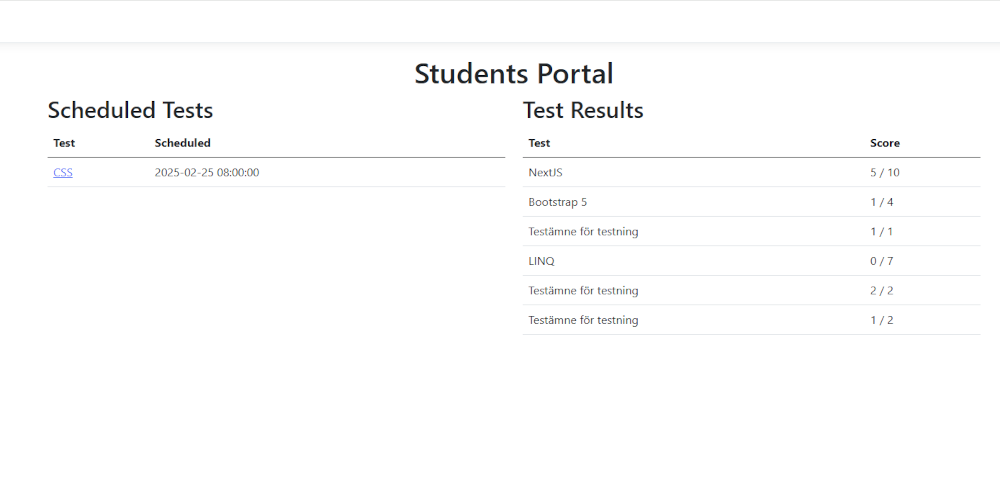 Students Portal
Scheduled Tests
Test Scheduled
CSS 2025-02-25 08:00:00
Test Results
Test Score
NextJS 5 / 10
Bootstrap 5 1 / 4
Testämne för testning 1 / 1
LINQ 0 / 7
Testämne för testning 2 / 2
Testämne för testning 1 / 2